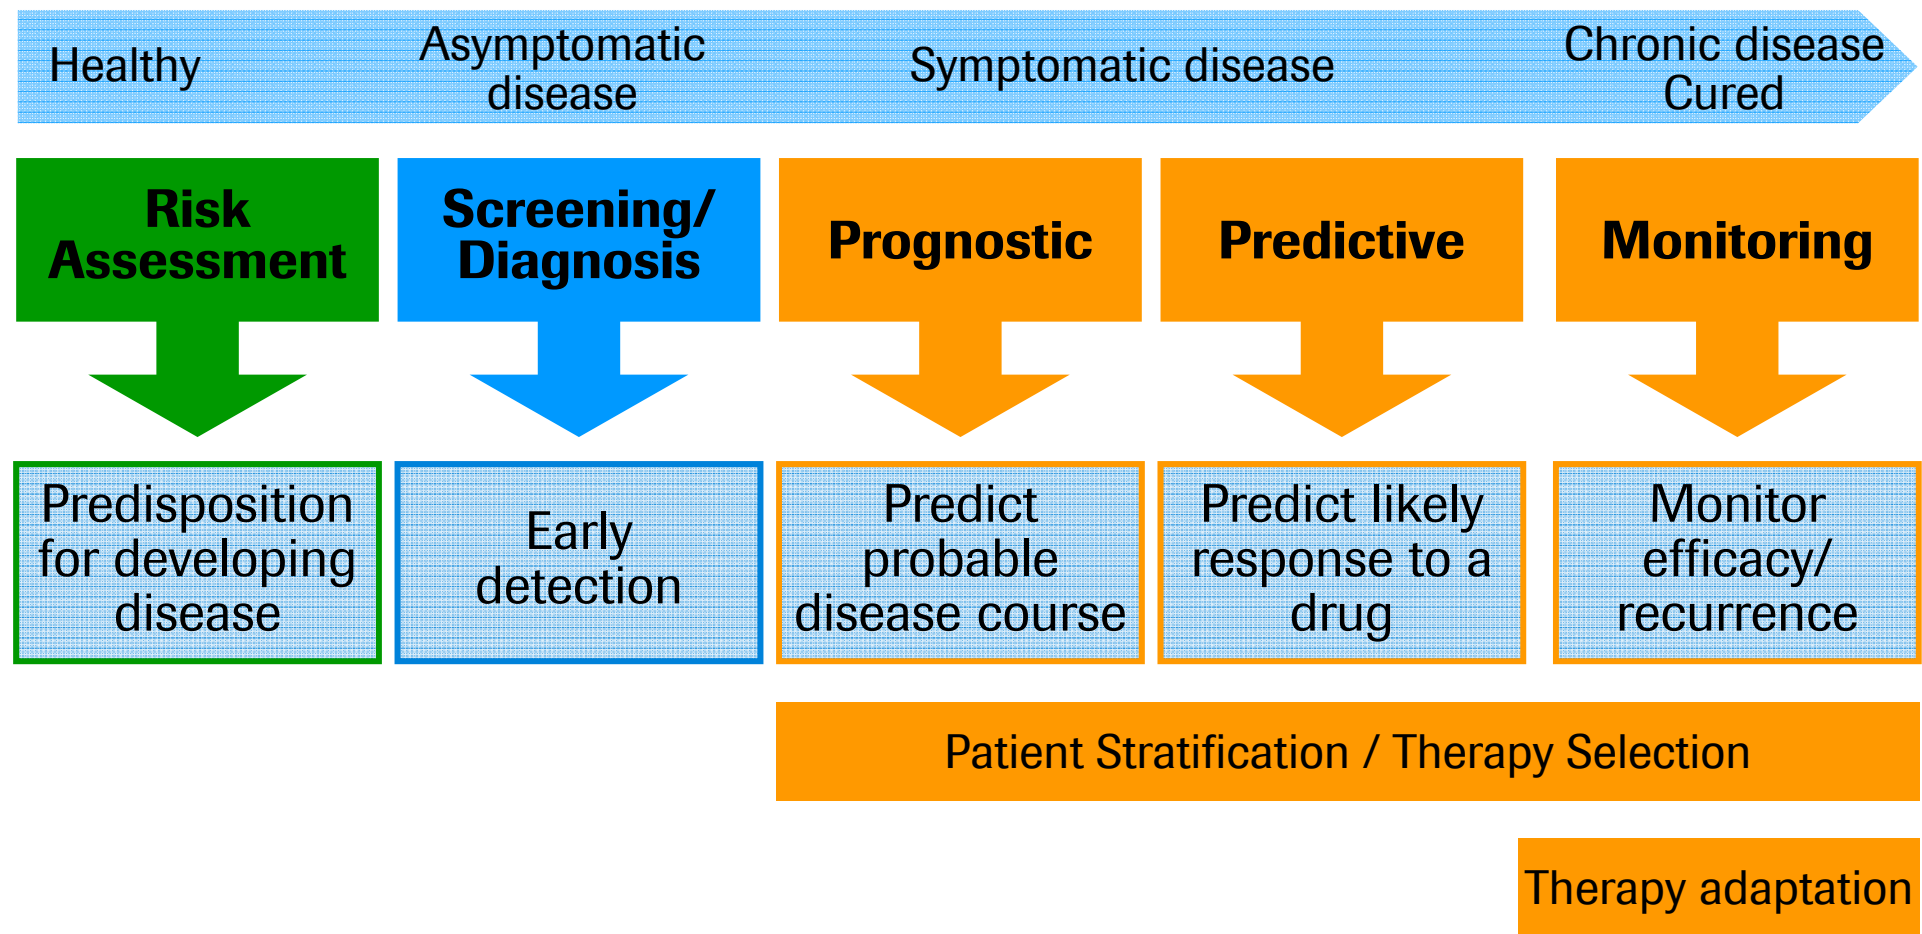 Healthy
Asymptomatic
disease
Symptomatic disease
Chronic disease
Cured
Risk
Assessment
Screening/
Diagnosis
Prognostic
Predictive
Monitoring
Predisposition
for developing
disease
Early
detection
Predict
probable
disease course
Predict likely
response to a
drug
Monitor
efficacy/
recurrence
Patient Stratification / Therapy Selection
Therapy adaptation